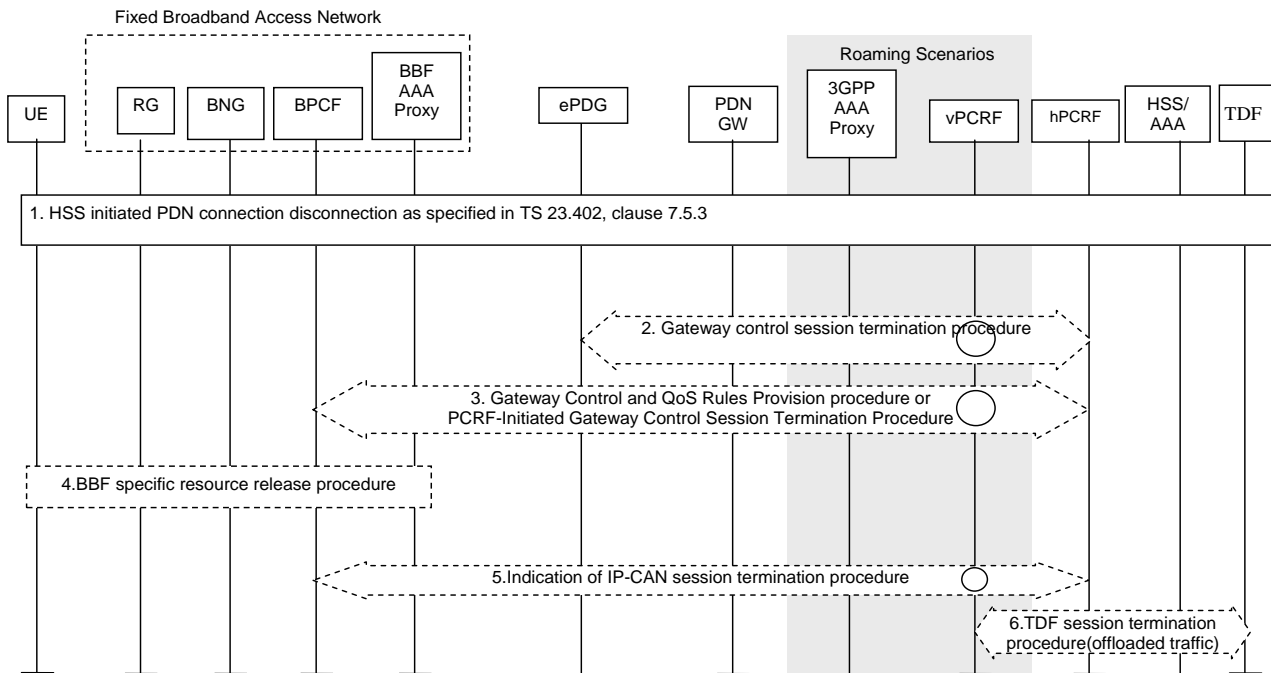 Fixed Broadband Access Network
Roaming Scenarios
UE
RG
BNG
BPCF
BBF
AAA
Proxy
ePDG
PDN
GW
3GPP
AAA
Proxy
vPCRF
hPCRF
HSS/
AAA
TDF
1. HSS initiated PDN connection disconnection as specified in TS 23.402, clause 7.5.3
2. Gateway control session termination procedure
3. Gateway Control and QoS Rules Provision procedure or
PCRF-Initiated Gateway Control Session Termination Procedure
4.BBF specific resource release procedure
5.Indication of IP-CAN session termination procedure
6.TDF session termination
procedure(offloaded traffic)